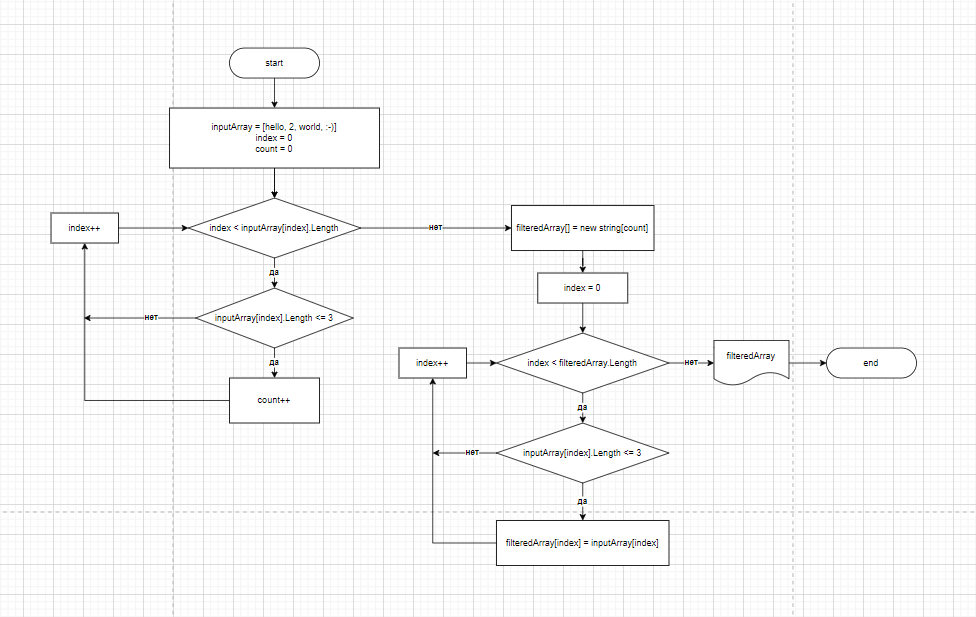 start
inputArray = [hello, 2, world, :-)]
index = 0
count = 0
index++
index < inputArray[index].Length
нет
filteredArray[] = new string[count]
да
index = 0
нет
inputArray[index].Length <= 3
да
count++
index++
index < filteredArray.Length
нет
filteredArray
end
да
нет
inputArray[index].Length <= 3
да
filteredArray[index] = inputArray[index]